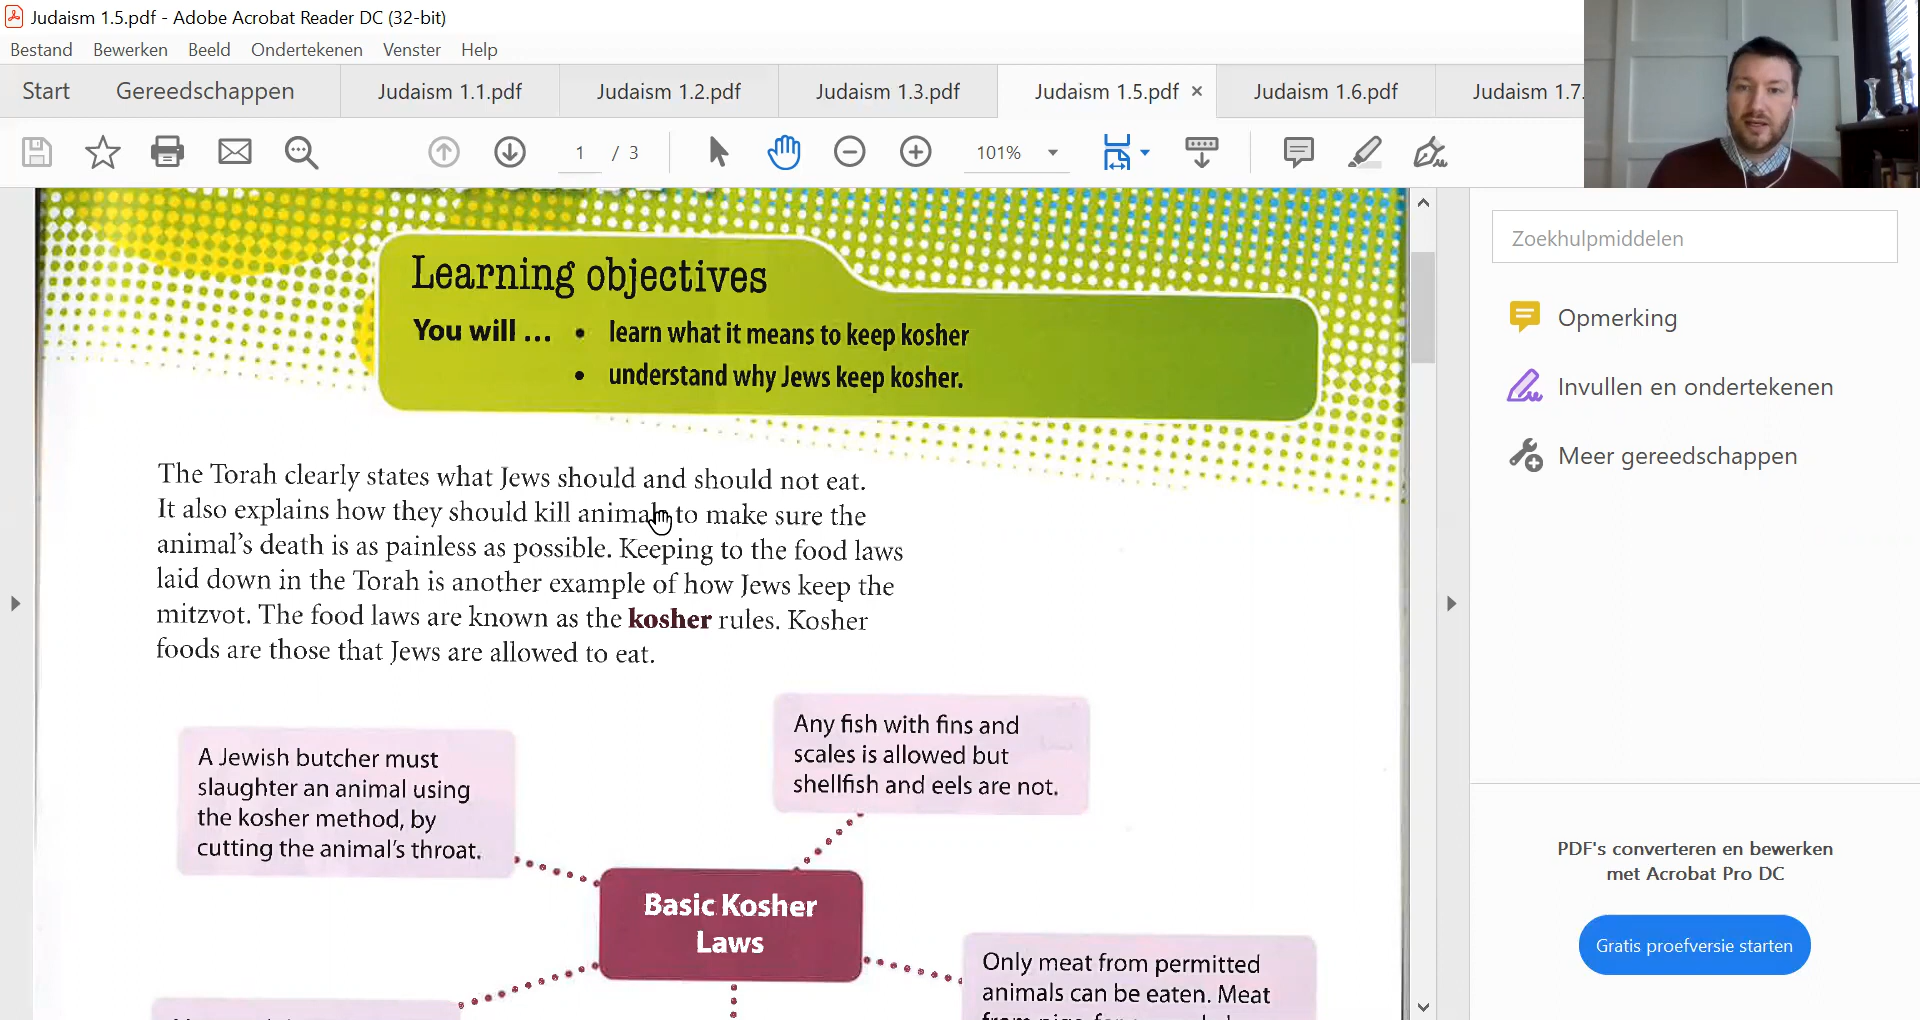 Judaism 1.5.pdf - Adobe Acrobat Reader DC (32-bit)
Bestand Bewerken Beeld Ondertekenen Venster Help
Start Gereedschappen Judaism 1.1.pdf Judaism 1.2.pdf Judaism 1.3.pdf Judaism 1.5.pdf × Judaism 1.6.pdf Judaism 1.7.
1 / 3 101%
Learning objectives
You will ... • learn what it means to keep kosher
• understand why Jews keep kosher.
The Torah clearly states what Jews should and should not eat.
It also explains how they should kill animals to make sure the
animal's death is as painless as possible. Keeping to the food laws
laid down in the Torah is another example of how Jews keep the
mitzvot. The food laws are known as the kosher rules. Kosher
foods are those that Jews are allowed to eat.
A Jewish butcher must
slaughter an animal using
the kosher method, by
cutting the animal's throat.
Any fish with fins and
scales is allowed but
shellfish and eels are not.
Basic Kosher
Laws
Only meat from permitted
animals can be eaten. Meat
Zoekhulpmiddelen
Opmerking
Invullen en ondertekenen
Meer gereedschappen
PDF's converteren en bewerken
met Acrobat Pro DC
Gratis proefversie starten